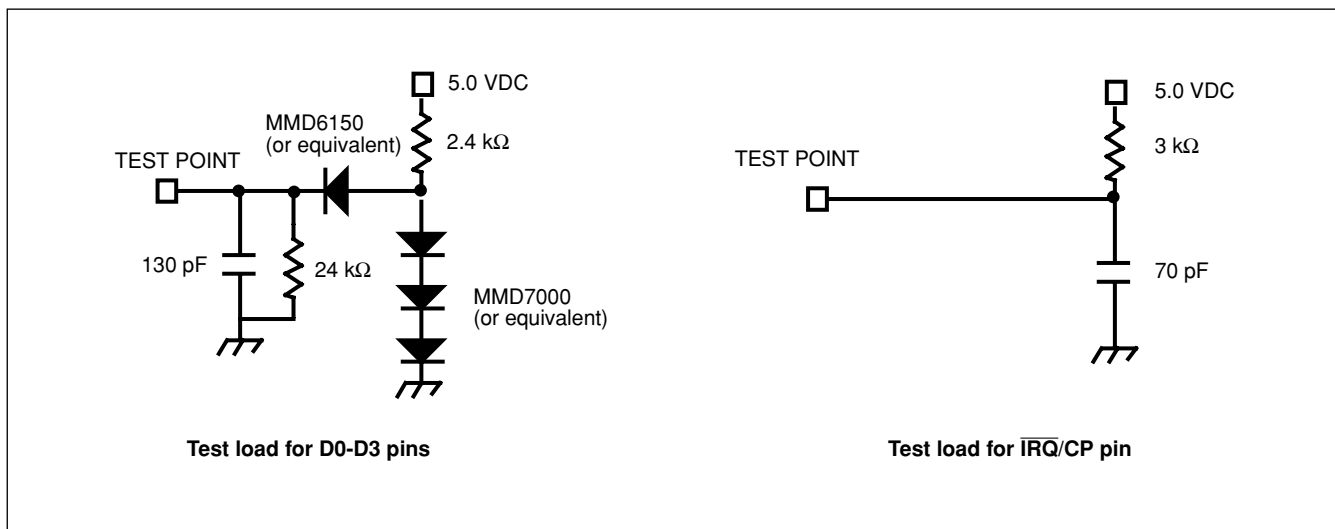 5.0 VDC
MMD6150
(or equivalent)
2.4 kΩ
TEST POINT
130 pF
24 kΩ
MMD7000
(or equivalent)
Test load for D0-D3 pins
5.0 VDC
3 kΩ
TEST POINT
70 pF
Test load for I̅R̅Q̅/CP pin